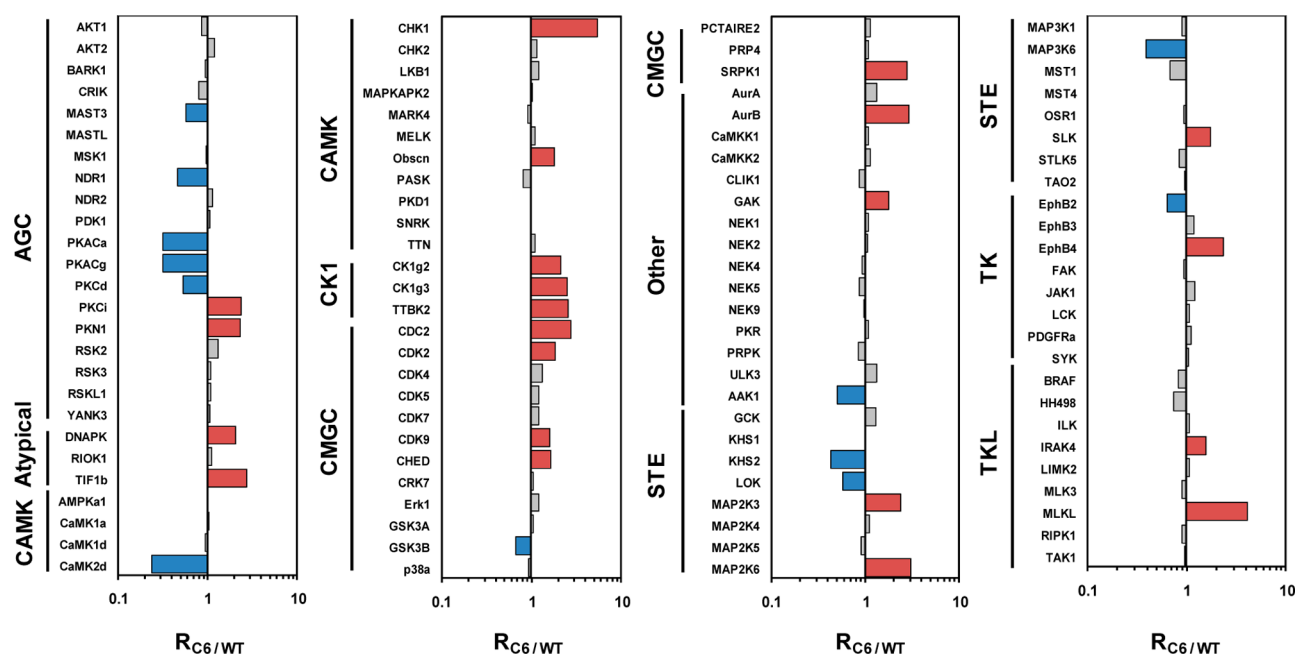 AGC
Atypical
CAMK
AKT1
AKT2
BARK1
CRIK
MAST3
MASTL
MSK1
NDR1
NDR2
PDK1
PKACa
PKACg
PKCd
PKCi
PKN1
RSK2
RSK3
RSKL1
YANK3
DNAPK
RIOK1
TIF1b
AMPKa1
CaMK1a
CaMK1d
CaMK2d
0.1 1 10
R C6 / WT
CAMK
CK1
CMGC
CHK1
CHK2
LKB1
MAPKAPK2
MARK4
MELK
Obscn
PASK
PKD1
SNRK
TTN
CK1g2
CK1g3
TTBK2
CDC2
CDK2
CDK4
CDK5
CDK7
CDK9
CHED
CRK7
Erk1
GSK3A
GSK3B
p38a
0.1 1 10
R C6 / WT
CMGC
Other
STE
PCTAIRE2
PRP4
SRPK1
AurA
AurB
CaMKK1
CaMKK2
CLIK1
GAK
NEK1
NEK2
NEK4
NEK5
NEK9
PKR
PRPK
ULK3
AAK1
GCK
KHS1
KHS2
LOK
MAP2K3
MAP2K4
MAP2K5
MAP2K6
0.1 1 10
R C6 / WT
STE
TK
TKL
MAP3K1
MAP3K6
MST1
MST4
OSR1
SLK
STLK5
TAO2
EphB2
EphB3
EphB4
FAK
JAK1
LCK
PDGFRa
SYK
BRAF
HH498
ILK
IRAK4
LIMK2
MLK3
MLKL
RIPK1
TAK1
0.1 1 10
R C6 / WT